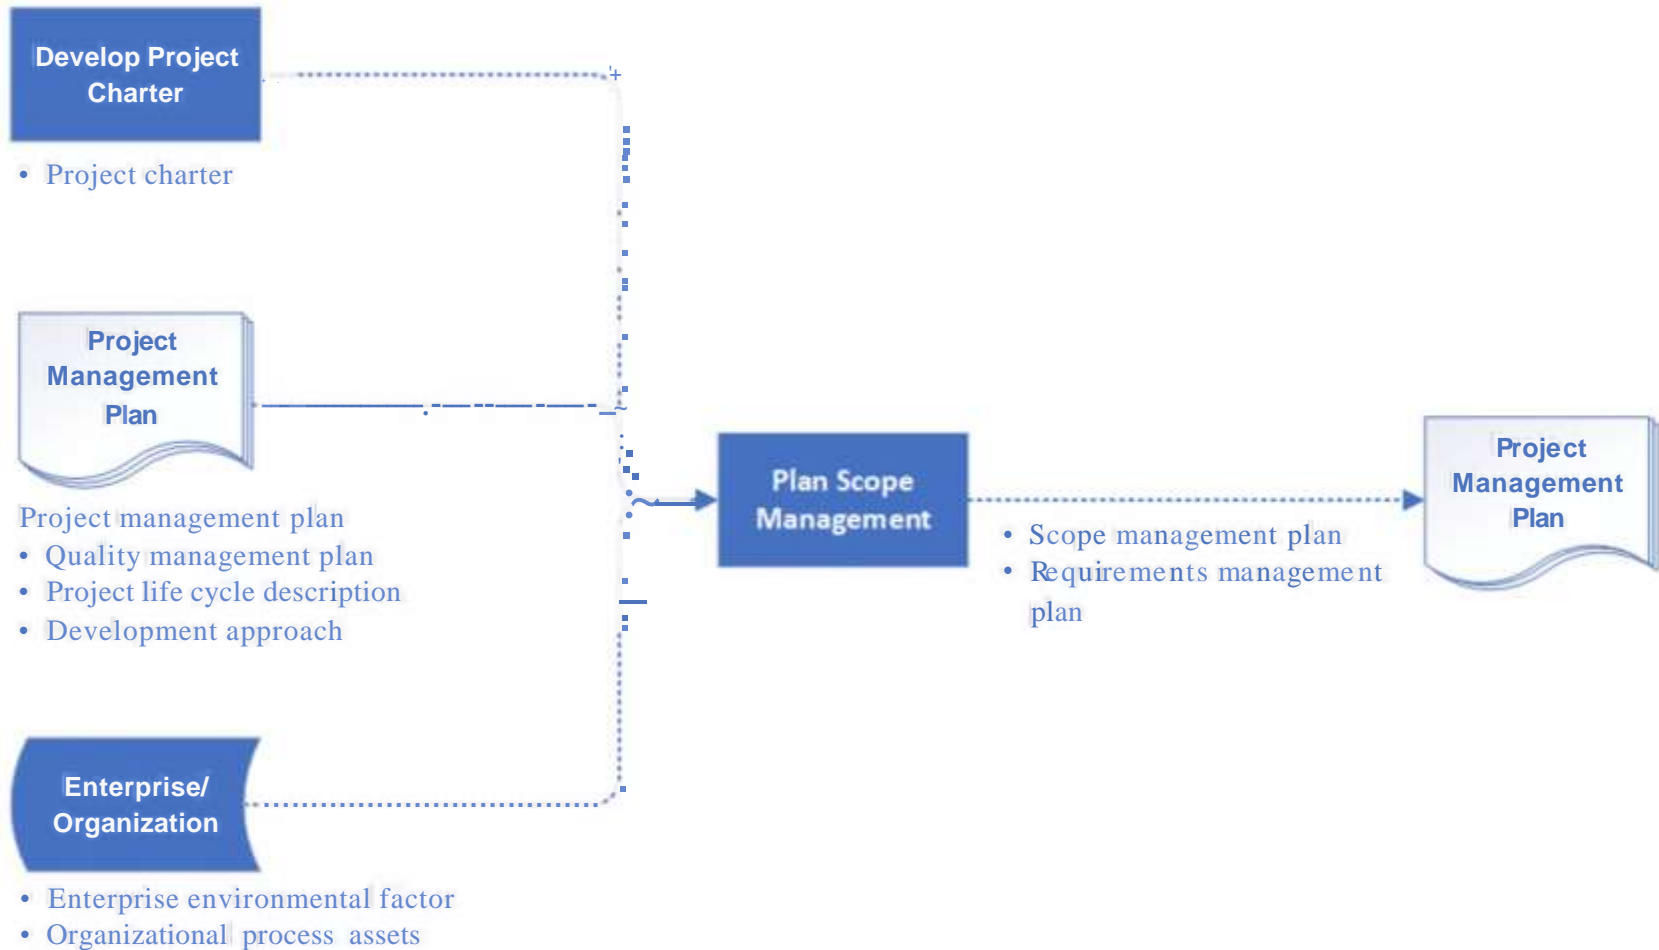 Develop Project
Charter
• Project charter
Project
Management
Plan
Project management plan
• Quality management plan
• Project life cycle description
• Development approach
Enterprise/
Organization
• Enterprise environmental factor
• Organizational process assets
Plan Scope
Management
• Scope management plan
• Requirements management
plan
Project
Management
Plan